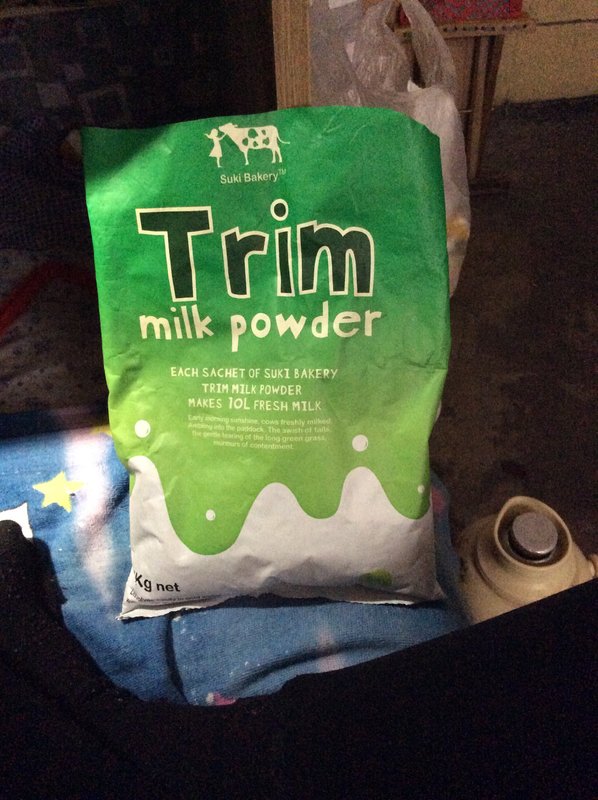 Suki Bakery™
Trim
milk powder
EACH SACHET OF SUKI BAKERY
TRIM MILK POWDER
MAKES 10L FRESH MILK
Early morning sunshine, cows freshly milked.
Ambling into the paddock. The swish of tails,
the gentle tearing of the long green grass,
murmurs of contentment.
Kg net